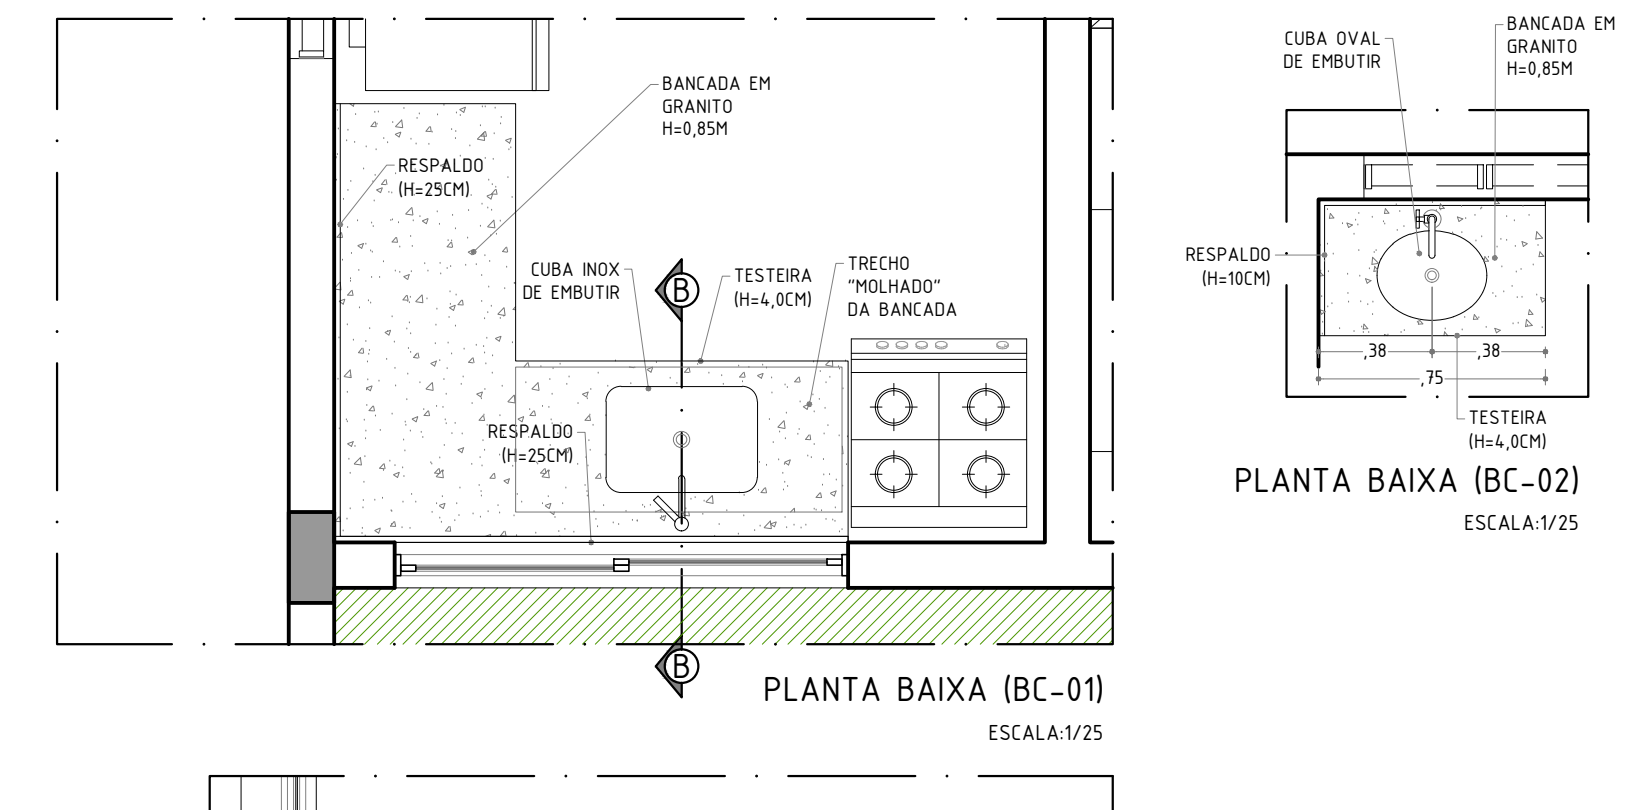 BANCADA EM
GRANITO
H=0,85M
RESPALDO
(H=25CM)
CUBA INOX
DE EMBUTIR
B
TESTEIRA
(H=4,0CM)
TRECHO
"MOLHADO"
DA BANCADA
RESPALDO
(H=25CM)
B
PLANTA BAIXA (BC-01)
ESCALA:1/25
CUBA OVAL
DE EMBUTIR
BANCADA EM
GRANITO
H=0,85M
RESPALDO
(H=10CM)
,38
,38
,75
TESTEIRA
(H=4,0CM)
PLANTA BAIXA (BC-02)
ESCALA:1/25